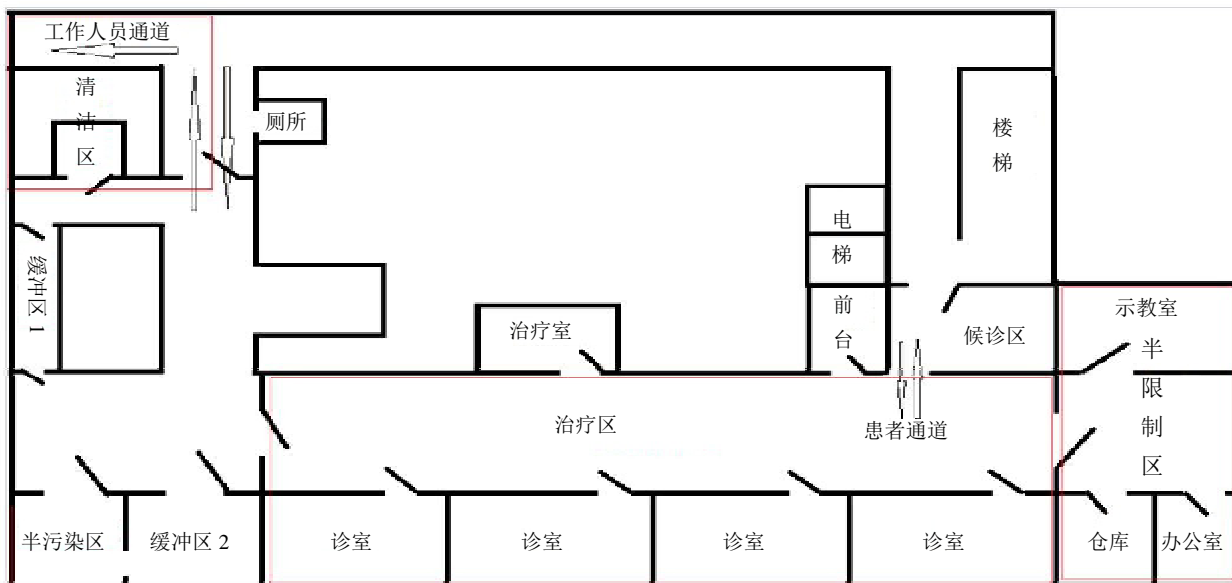 工作人员通道
清洁区
厕所
楼梯
电梯
缓冲区 1
治疗室
前台
候诊区
示教室
半限制区
治疗区
患者通道
半污染区
缓冲区 2
诊室
诊室
诊室
诊室
仓库
办公室